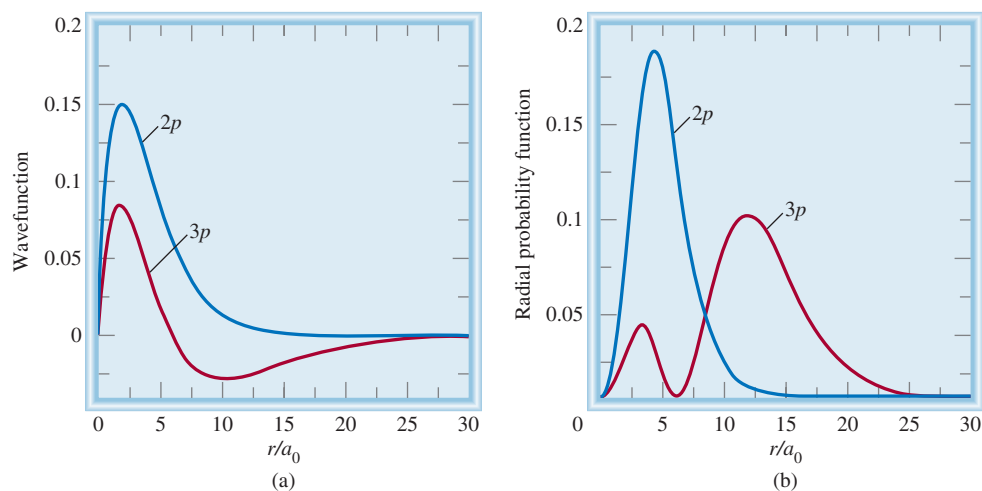 0.2
0.15
0.1
0.05
0
Wavefunction
2p
3p
0 5 10 15 20 25 30
r/a0
(a)
0.2
0.15
0.1
0.05
0
Radial probability function
2p
3p
5 10 15 20 25 30
r/a0
(b)